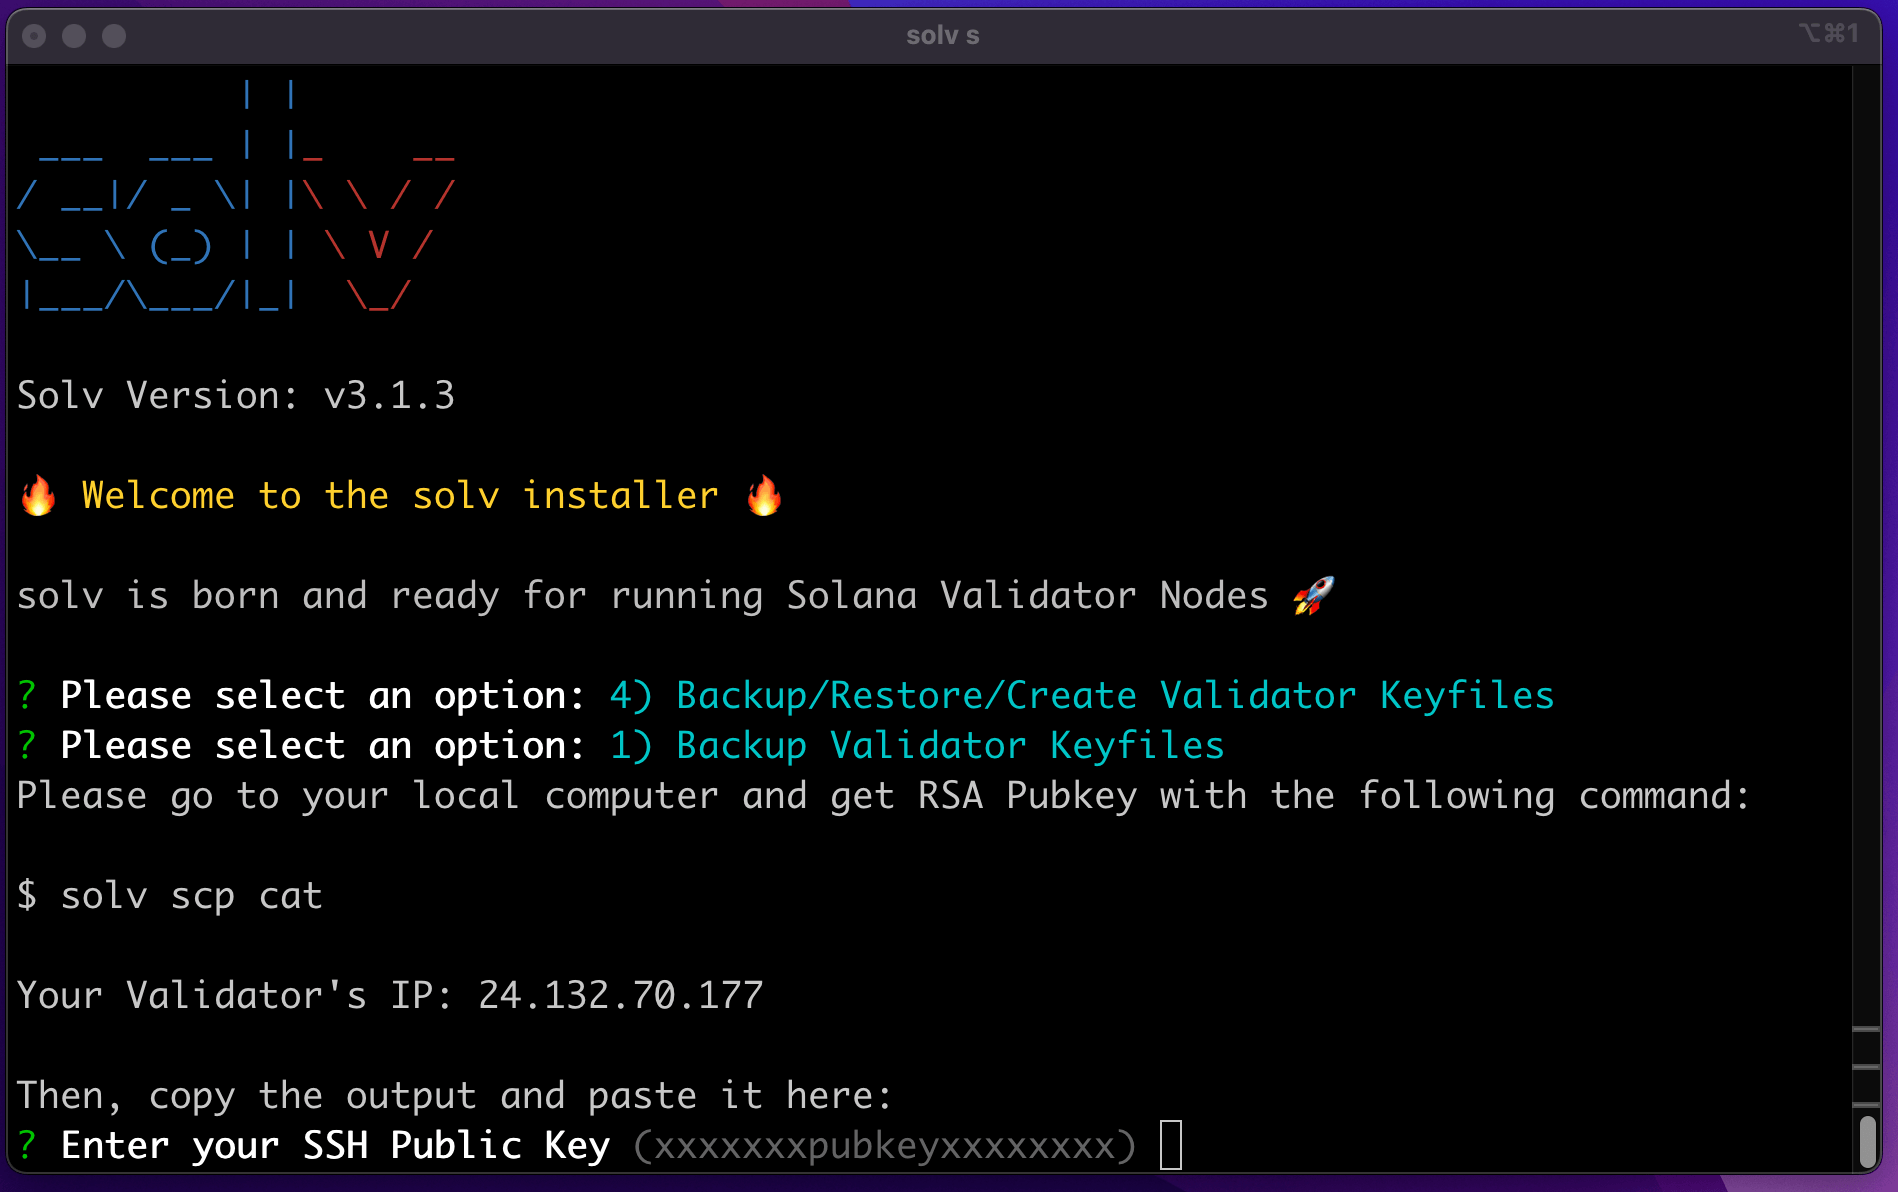 solv s
⌥⌘1
          | |
 ___  ___ | |_    __
/ __|/ _ \| |\ \ / /
\__ \ (_) | | \ V /
|___/\___/|_|  \_/
Solv Version: v3.1.3
🔥 Welcome to the solv installer 🔥
solv is born and ready for running Solana Validator Nodes 🚀
? Please select an option: 4) Backup/Restore/Create Validator Keyfiles
? Please select an option: 1) Backup Validator Keyfiles
Please go to your local computer and get RSA Pubkey with the following command:
$ solv scp cat
Your Validator's IP: 24.132.70.177
Then, copy the output and paste it here:
? Enter your SSH Public Key (xxxxxxxpubkeyxxxxxxxx)